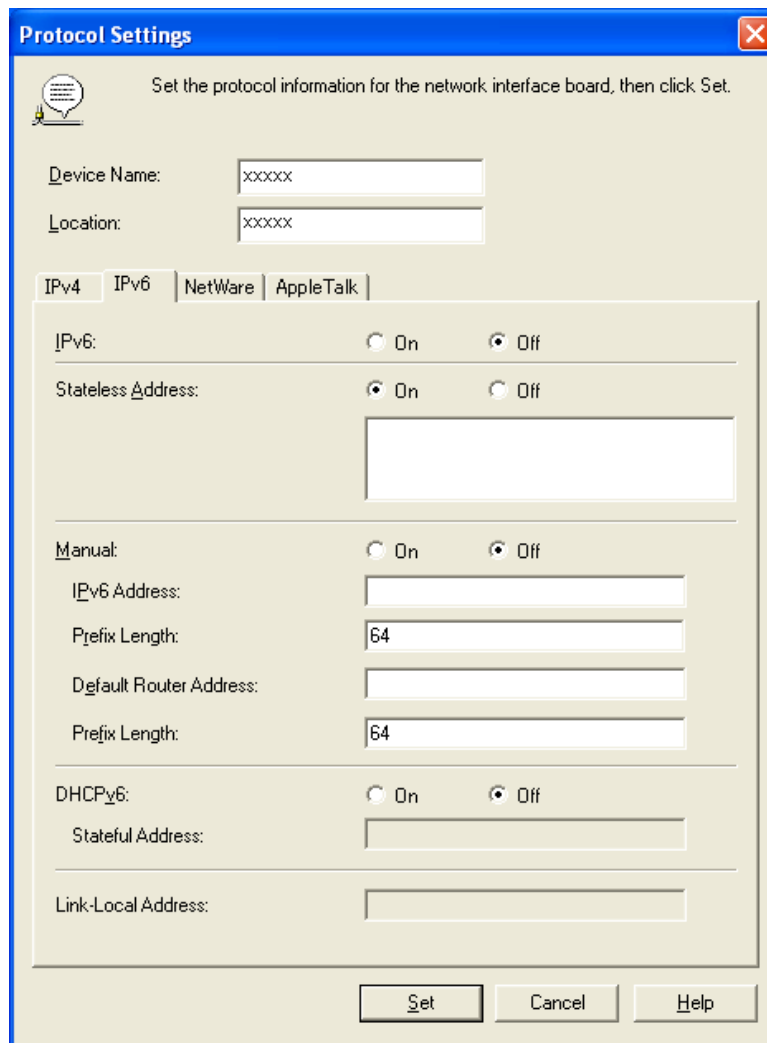 Protocol Settings
Set the protocol information for the network interface board, then click Set.
Device Name: xxxxx
Location: xxxxx
IPv4 IPv6 NetWare AppleTalk
IPv6: On Off
Stateless Address: On Off
Manual: On Off
IPv6 Address:
Prefix Length: 64
Default Router Address:
Prefix Length: 64
DHCPv6: On Off
Stateful Address:
Link-Local Address:
Set Cancel Help